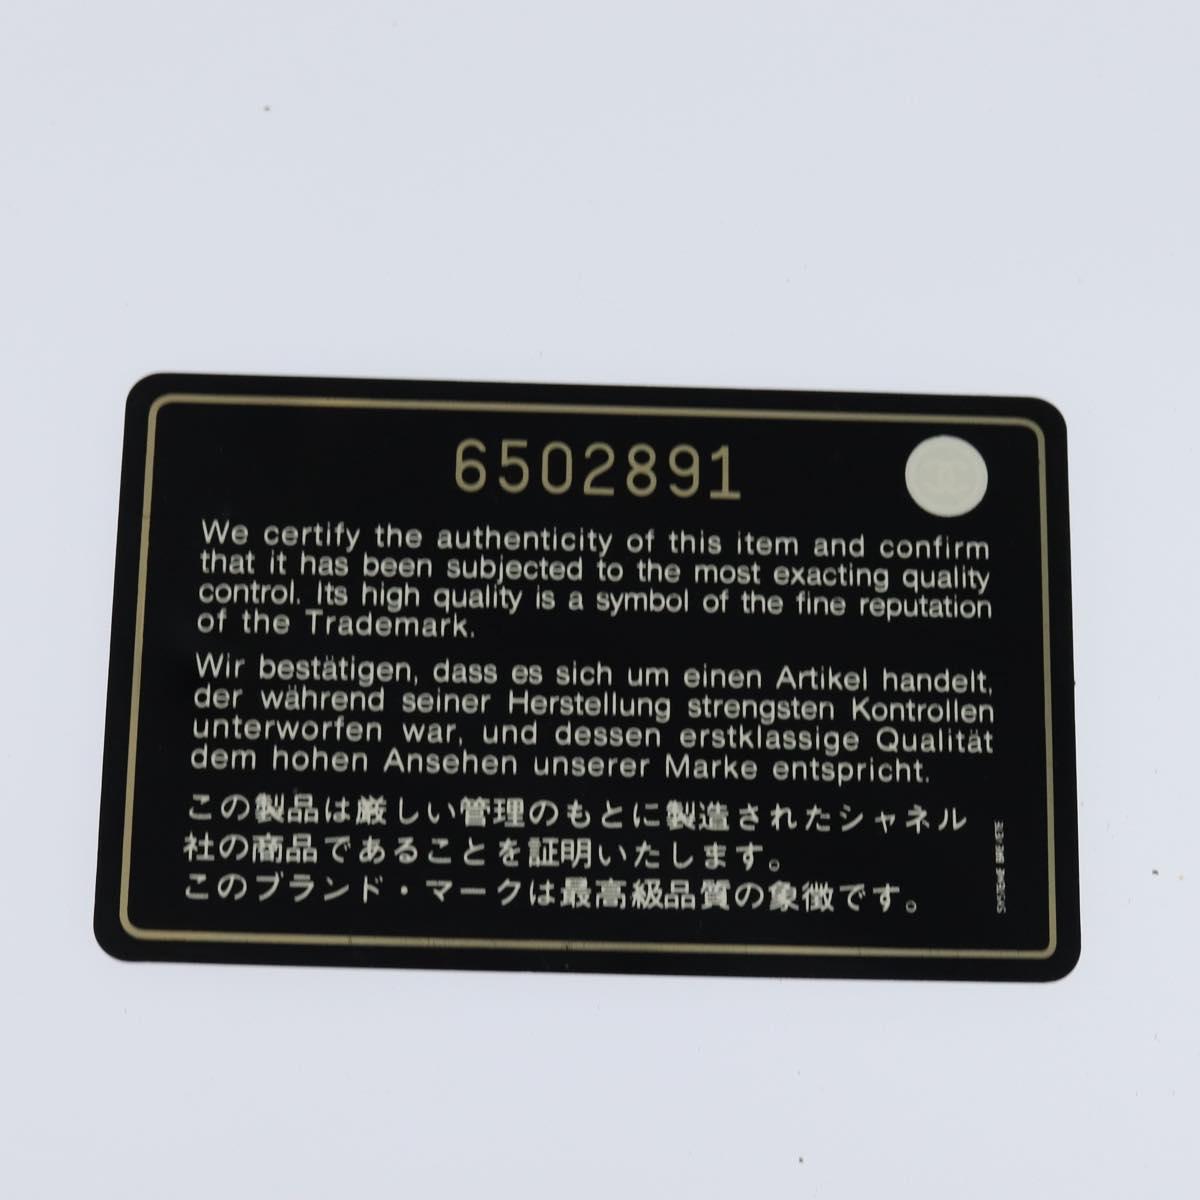 6502891
We certify the authenticity of this item and confirm
that it has been subjected to the most exacting quality
control. Its high quality is a symbol of the fine reputation
of the Trademark.
Wir bestätigen, dass es sich um einen Artikel handelt,
der während seiner Herstellung strengsten Kontrollen
unterworfen war, und dessen erstklassige Qualität
dem hohen Ansehen unserer Marke entspricht.
この製品は厳しい管理のもとに製造されたシャネル
社の商品であることを証明いたします。
このブランド・マークは最高級品質の象徴です。
SYSTEME BREVETE